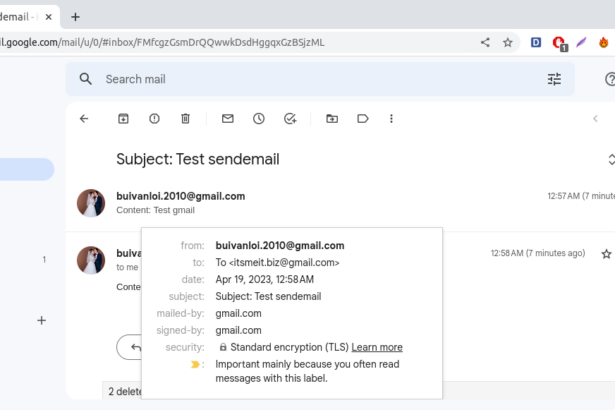 demail -
il.google.com/mail/u/0/#inbox/FMfcgzGsmDrQQwwkDsdHggqxGzBSjzML
1
Search mail
Subject: Test sendemail
buivanloi.2010@gmail.com
12:57 AM (7 minute
Content: Test gmail
buiva
12:58 AM (7 minutes ago)
1
to me
Conte
from: buivanloi.2010@gmail.com
to: To <itsmeit.biz@gmail.com>
date: Apr 19, 2023, 12:58 AM
subject: Subject: Test sendemail
mailed-by: gmail.com
signed-by: gmail.com
security: Standard encryption (TLS) Learn more
: Important mainly because you often read
messages with this label.
2 delete